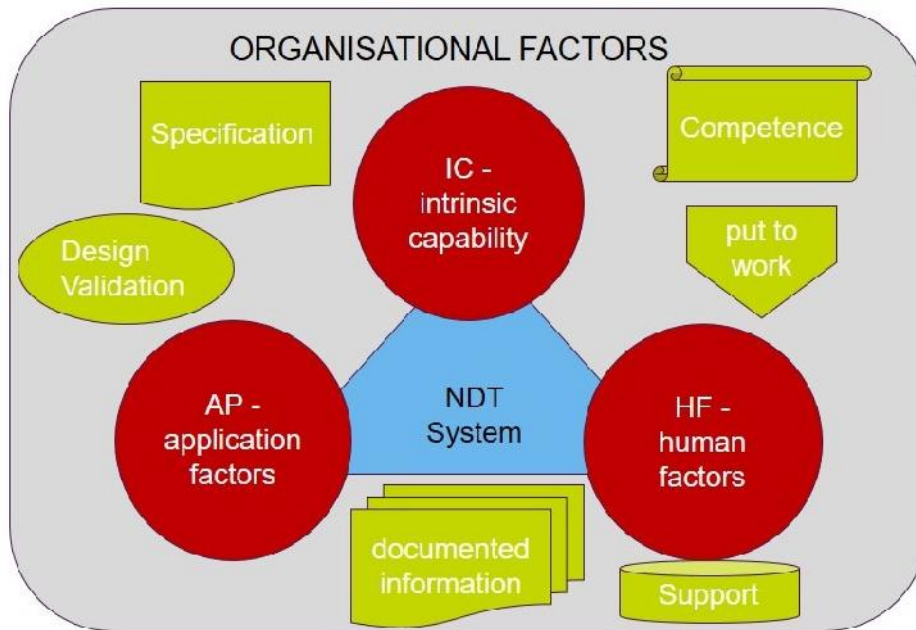 ORGANISATIONAL FACTORS
Specification
Competence
IC -
intrinsic
capability
put to
work
Design
Validation
AP -
application
factors
NDT
System
HF -
human
factors
documented
information
Support